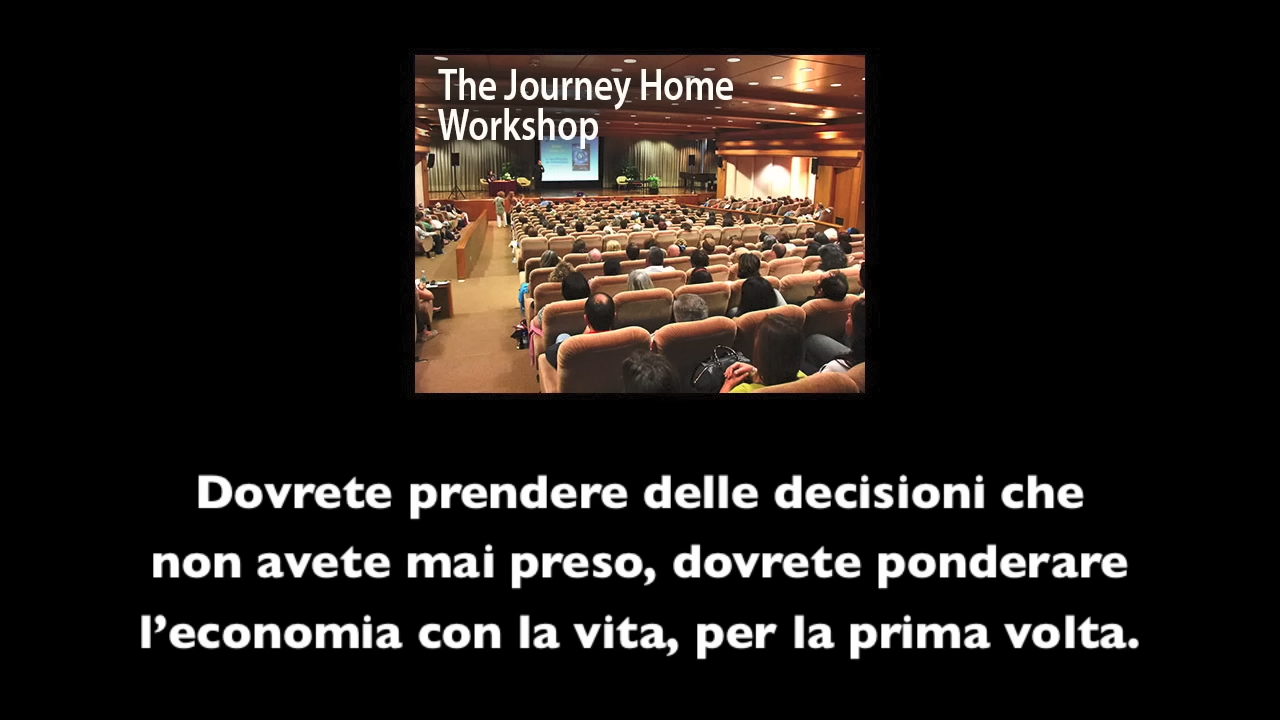 The Journey Home
Workshop
Dovrete prendere delle decisioni che
non avete mai preso, dovrete ponderare
l’economia con la vita, per la prima volta.